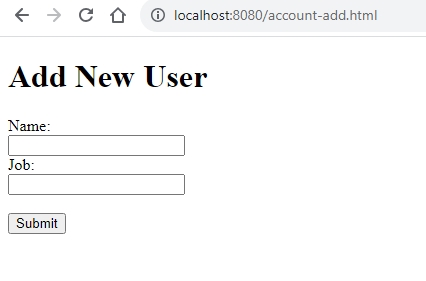 localhost:8080/account-add.html
Add New User
Name:
Job:
Submit